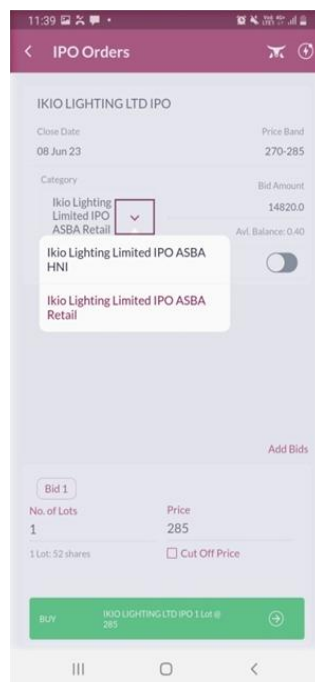 11:39
IPO Orders
IKIO LIGHTING LTD IPO
Close Date Price Band
08 Jun 23 270-285
Category Bid Amount
Ikio Lighting
Limited IPO
ASBA Retail
14820.0
Avl. Balance: 0.40
Ikio Lighting Limited IPO ASBA
HNI
Ikio Lighting Limited IPO ASBA
Retail
Add Bids
Bid 1
No. of Lots Price
1 285
1 Lot: 52 shares Cut Off Price
BUY
IKIO LIGHTING LTD IPO 1 Lot @
285